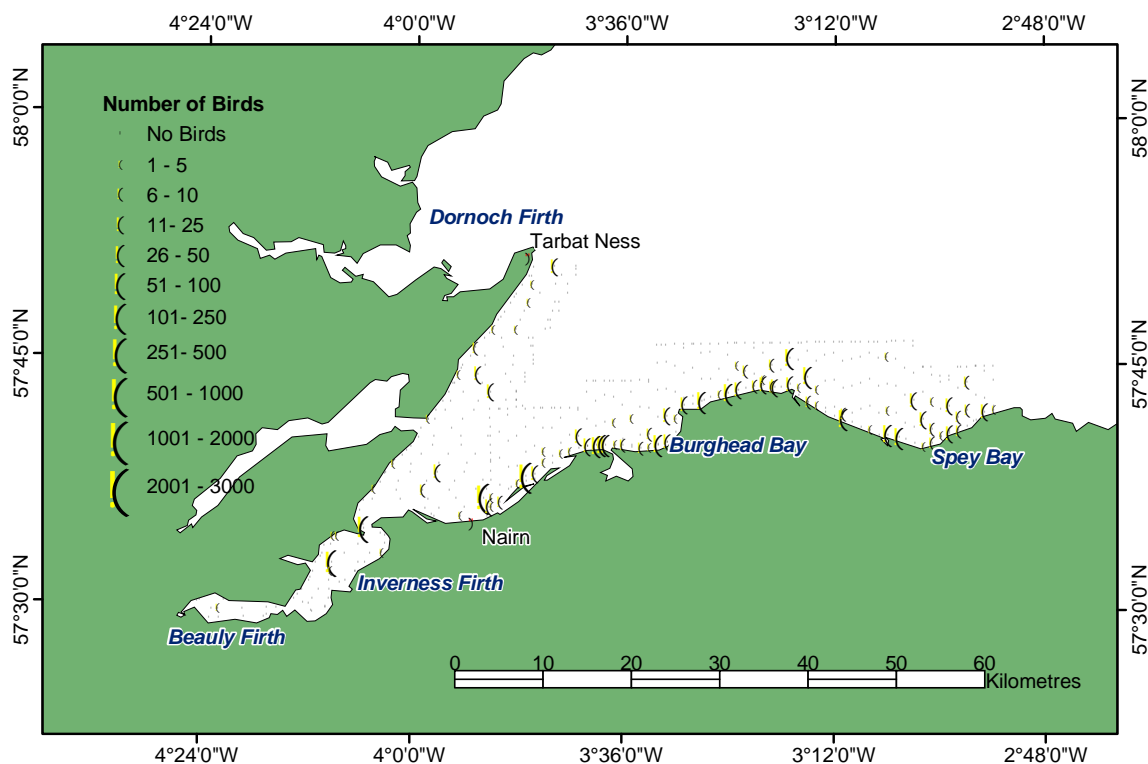 4°24'0"W 4°0'0"W 3°36'0"W 3°12'0"W 2°48'0"W
58°0'0"N
58°0'0"N
Number of Birds
No Birds
1 - 5
6 - 10
11- 25
26 - 50
51 - 100
101- 250
251- 500
501 - 1000
1001 - 2000
2001 - 3000
Dornoch Firth
Tarbat Ness
57°45'0"N
57°45'0"N
Burghead Bay
Spey Bay
Nairn
Inverness Firth
Beauly Firth
57°30'0"N
57°30'0"N
0 10 20 30 40 50 60
Kilometres
4°24'0"W 4°0'0"W 3°36'0"W 3°12'0"W 2°48'0"W